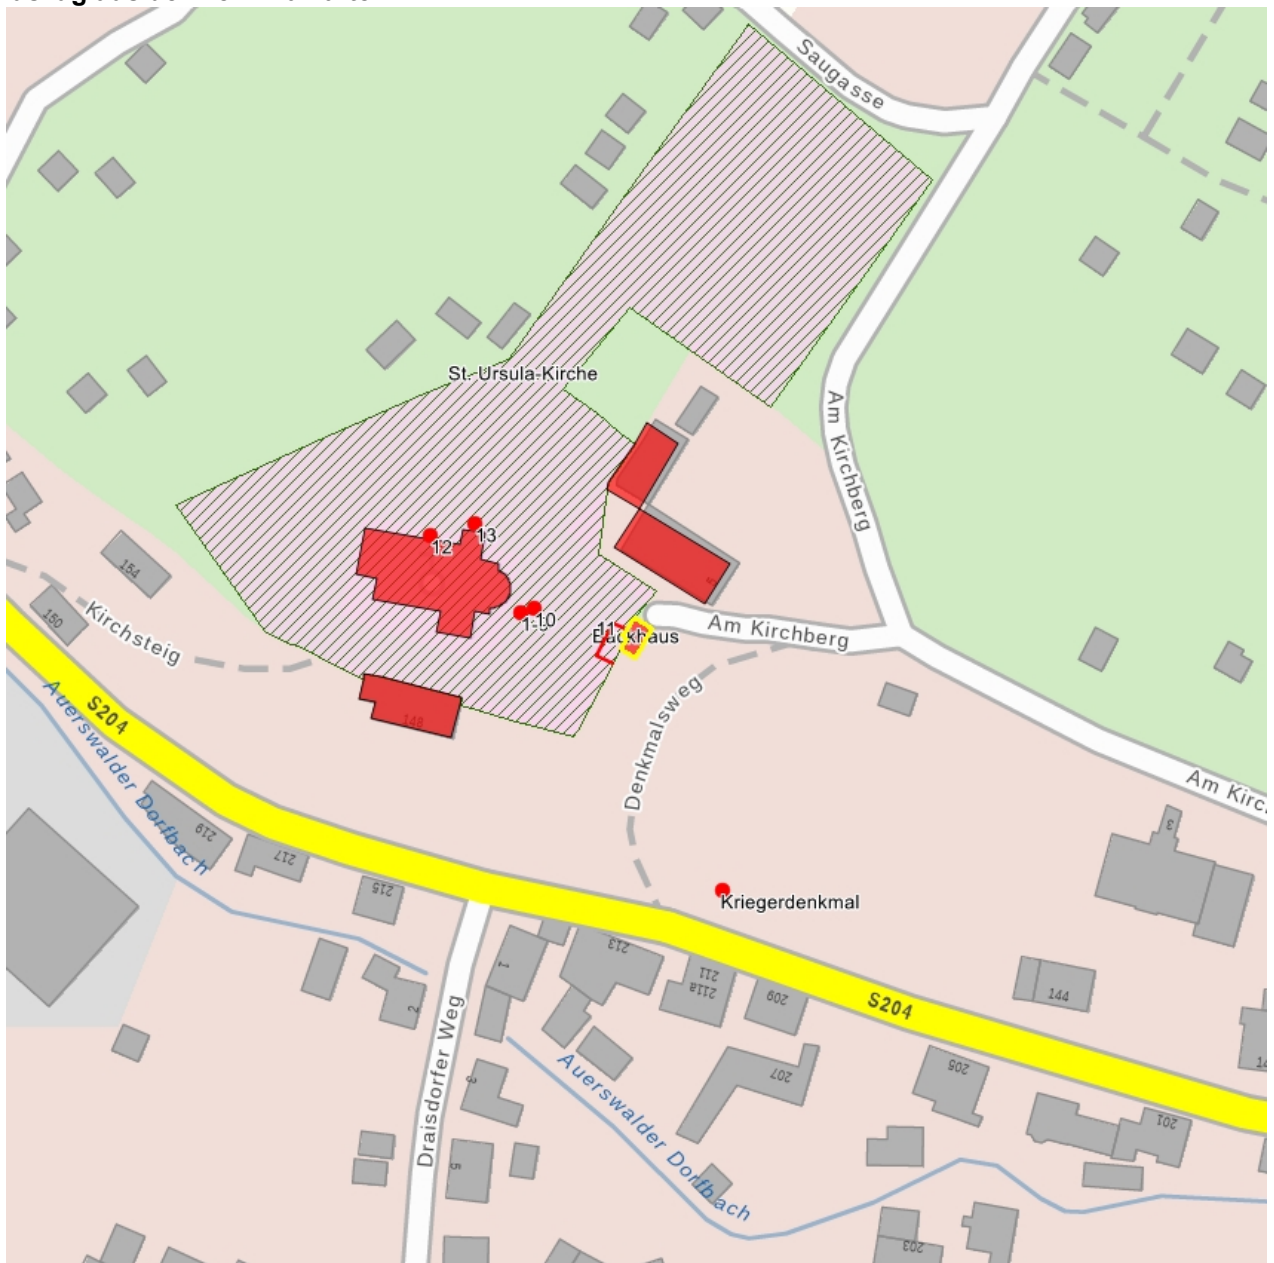 Saugasse
St. Ursula-Kirche
Am Kirchberg
12
13
10
11
Backhaus
5
Am Kirchberg
154
150
Kirchsteig
S204
Auerswalder Dorfbach
148
Denkmalsweg
Am Kirc
219
217
215
3
Kriegerdenkmal
213
1
211
211a
209
S204
144
2
Draisdorfer Weg
3
Auerswalder Dorfbach
207
205
201
14
5
203